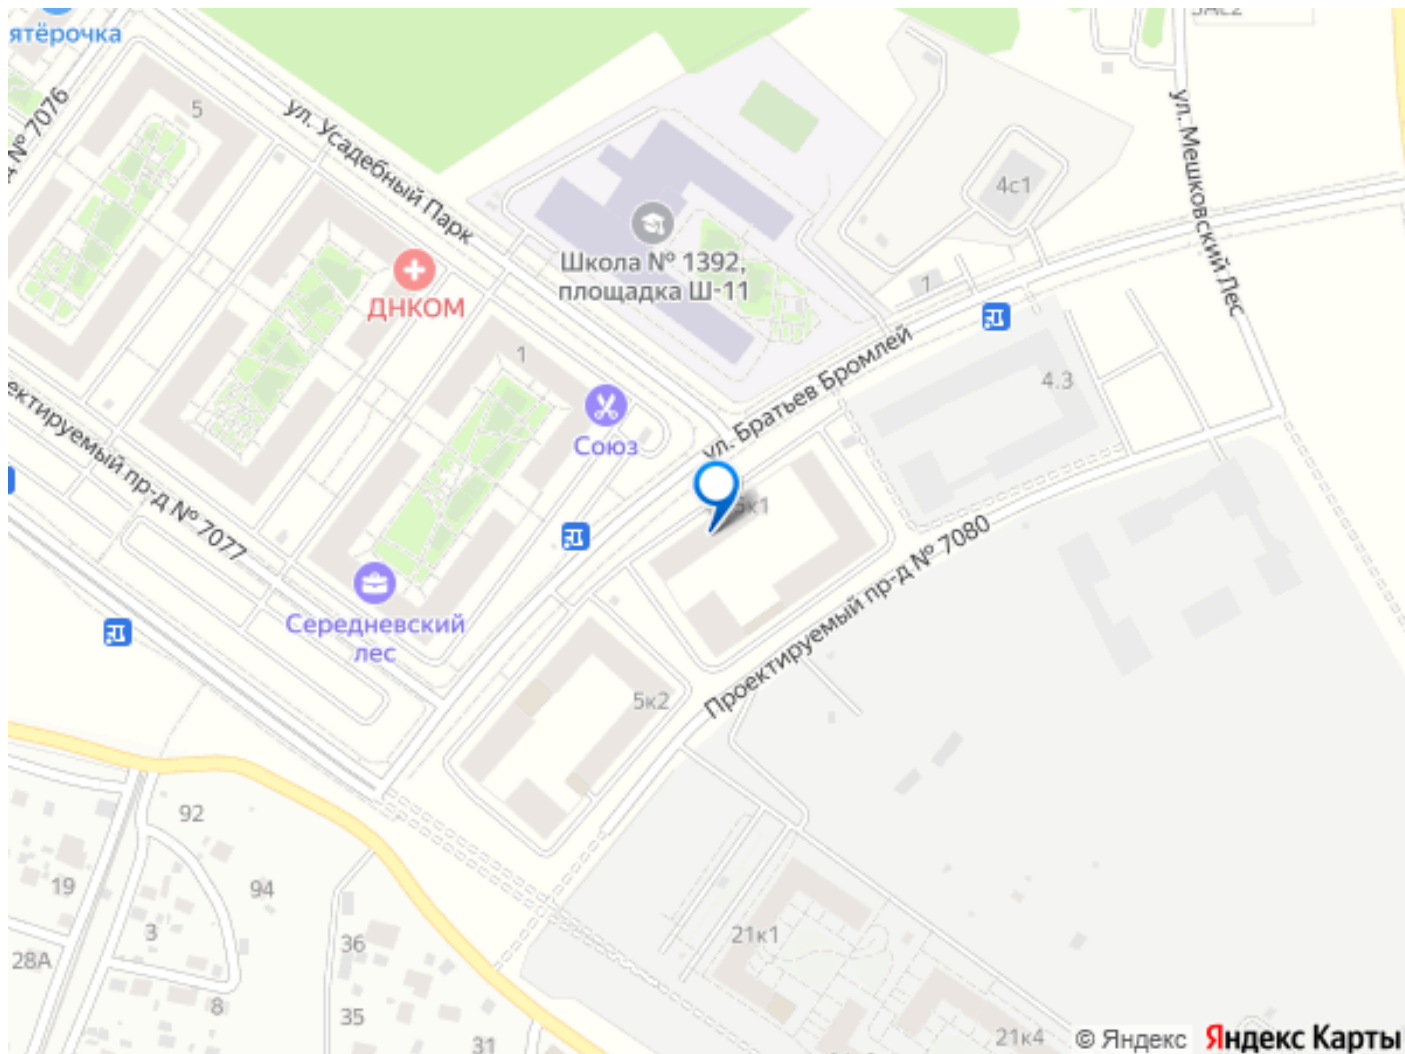 ятёрочка
5
ул. Усадебный Парк
д № 7076
ул. Мешковский Лес
4с1
Школа № 1392,
площадка Ш-11
ДНКОМ
1
1
4.3
Союз
ул. Братьев Бромлей
ектируемый пр-д № 7077
5к1
Проектируемый пр-д № 7080
Середневский
лес
5к2
92
19
94
3
36
28А
21к1
8
35
31
21к4
© Яндекс
Яндекс Карты